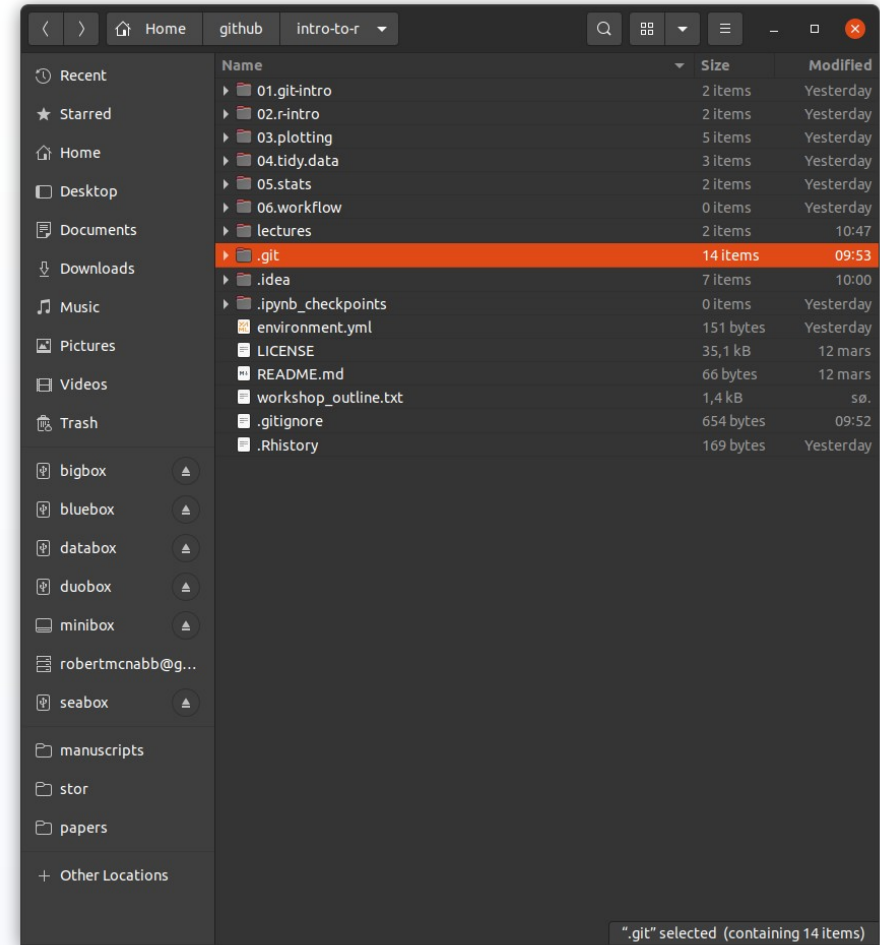 Home github intro-to-r
Recent
Starred
Home
Desktop
Documents
Downloads
Music
Pictures
Videos
Trash
bigbox
bluebox
databox
duobox
minibox
robertmcnabb@g...
seabox
manuscripts
stor
papers
+ Other Locations
Name Size Modified
01.git-intro 2 items Yesterday
02.r-intro 2 items Yesterday
03.plotting 5 items Yesterday
04.tidy.data 3 items Yesterday
05.stats 2 items Yesterday
06.workflow 0 items Yesterday
lectures 2 items 10:47
.git 14 items 09:53
.idea 7 items 10:00
.ipynb_checkpoints 0 items Yesterday
environment.yml 151 bytes Yesterday
LICENSE 35,1 kB 12 mars
README.md 66 bytes 12 mars
workshop_outline.txt 1,4 kB sø.
.gitignore 654 bytes 09:52
.Rhistory 169 bytes Yesterday
“.git” selected (containing 14 items)